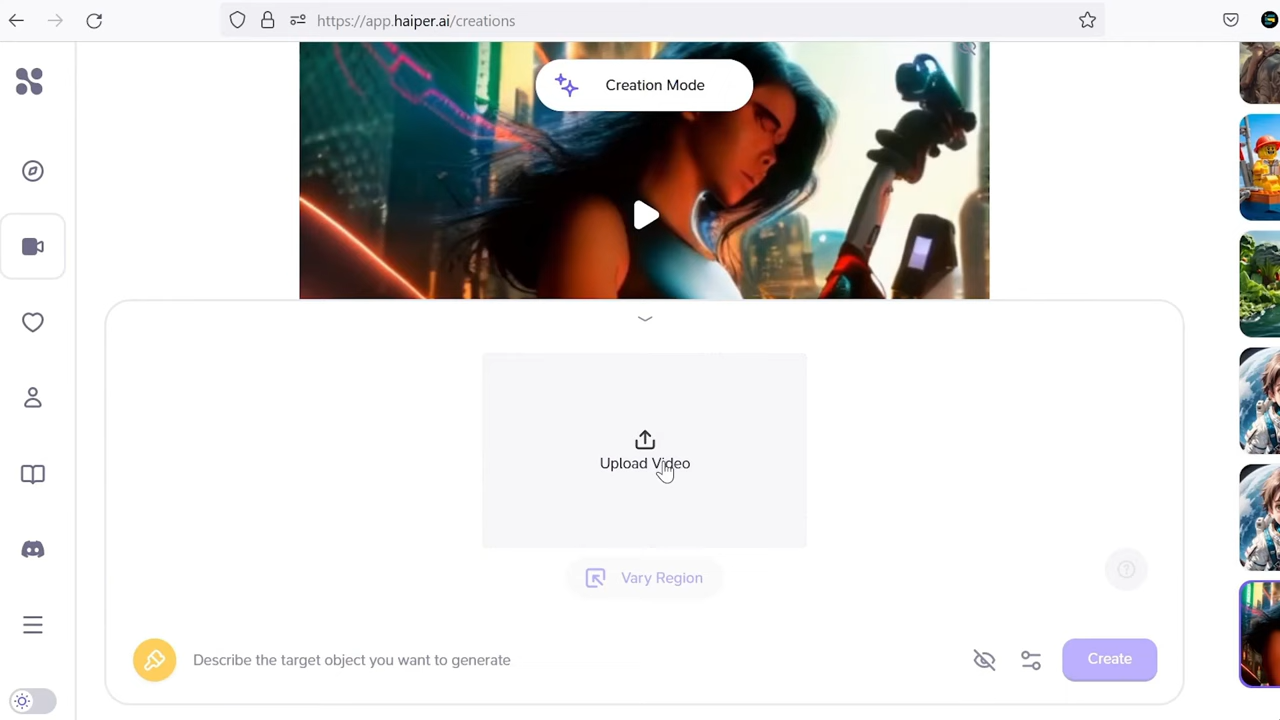 https://app.haiper.ai/creations
Creation Mode
Upload Video
Vary Region
Describe the target object you want to generate
Create